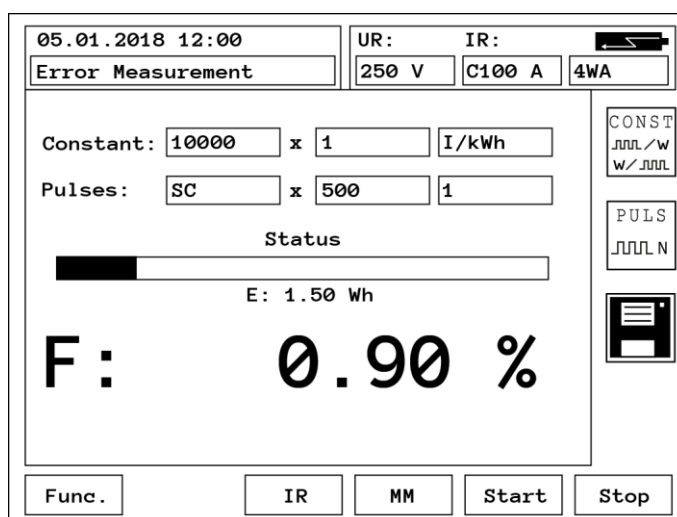 05.01.2018 12:00 UR: IR:
Error Measurement 250 V C100 A 4WA
CONST
Constant: 10000 x 1 I/kWh /W
W/
Pulses: SC x 500 1
PULS
N
Status
E: 1.50 Wh
F: 0.90 %
Func. IR MM Start Stop